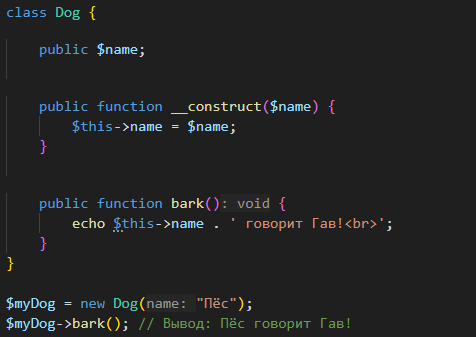 class Dog {
public $name;
public function __construct($name) {
$this->name = $name;
}
public function bark(): void {
echo $this->name . ' говорит Гав!<br>';
}
}
$myDog = new Dog(name: "Пёс");
$myDog->bark(); // Вывод: Пёс говорит Гав!